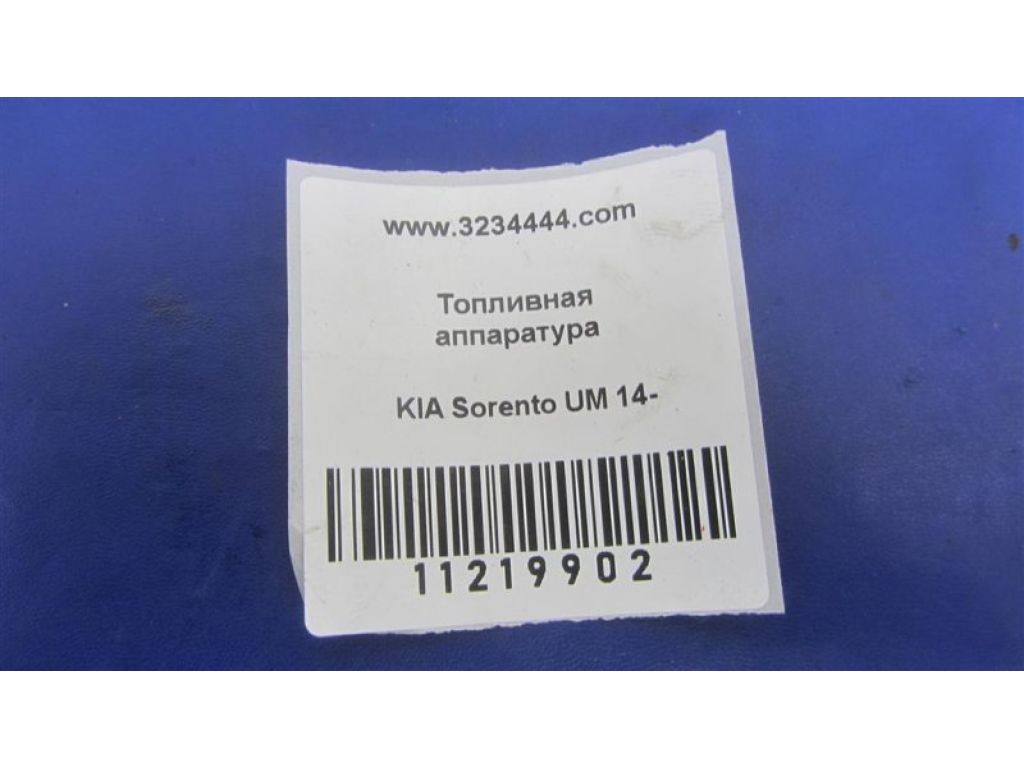 www.3234444.com
Топливная
аппаратура
KIA Sorento UM 14-
11219902